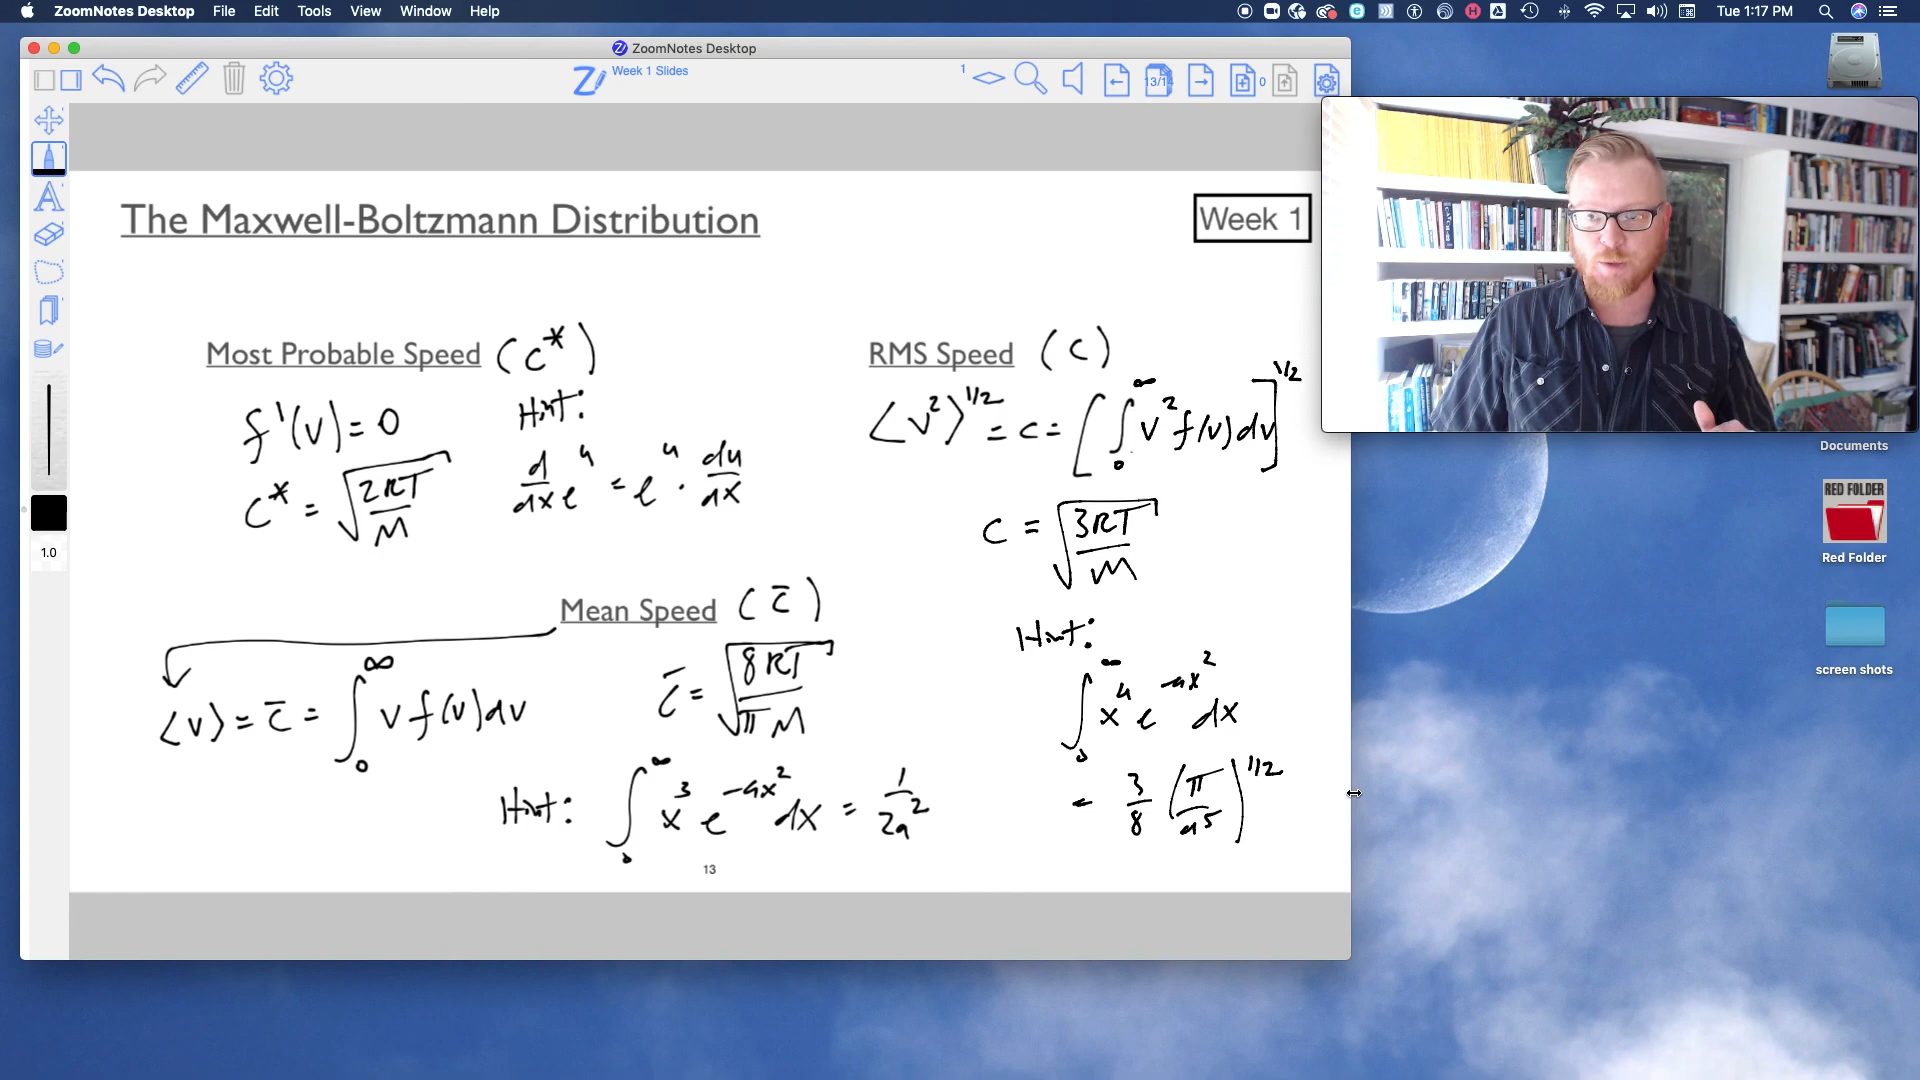 ZoomNotes Desktop File Edit Tools View Window Help Tue 1:17 PM
ZoomNotes Desktop
Week 1 Slides
1
13/14
0
1.0
The Maxwell-Boltzmann Distribution
Week 1
Most Probable Speed (C*)
f'(v) = 0
C* = √(2RT/M)
Hint:
d/dx e^u = e^u · du/dx
RMS Speed (C)
⟨v²⟩^1/2 = C = [∫₀^∞ v² f(v) dv]^1/2
C = √(3RT/M)
Hint:
∫₀^∞ x⁴ e^-ax² dx
= 3/8 (π/a⁵)^1/2
Mean Speed (c̄)
⟨v⟩ = c̄ = ∫₀^∞ v f(v) dv
c̄ = √(8RT/πM)
Hint: ∫₀^∞ x³ e^-ax² dx = 1/2a²
13
Documents
RED FOLDER
Red Folder
screen shots